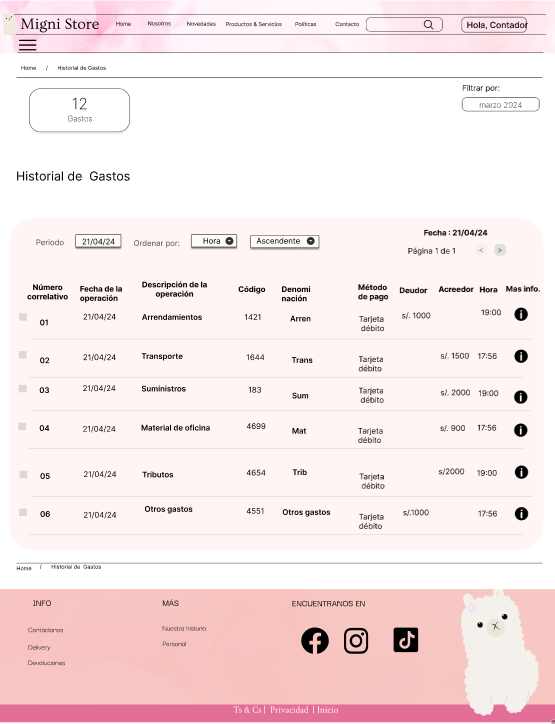 Migni Store Home Nosotros Novedades Productos & Servicios Políticas Contacto Hola, Contador
Home / Historial de Gastos
12
Gastos
Filtrar por:
marzo 2024
Historial de Gastos
Fecha : 21/04/24
Periodo 21/04/24 Ordenar por: Hora Ascendente
Página 1 de 1 < >
Número correlativo Fecha de la operación Descripción de la operación Código Denomi nación Método de pago Deudor Acreedor Hora Mas info.
01 21/04/24 Arrendamientos 1421 Arren Tarjeta débito s/. 1000 19:00
02 21/04/24 Transporte 1644 Trans Tarjeta débito s/. 1500 17:56
03 21/04/24 Suministros 183 Sum Tarjeta débito s/. 2000 19:00
04 21/04/24 Material de oficina 4699 Mat Tarjeta débito s/. 900 17:56
05 21/04/24 Tributos 4654 Trib Tarjeta débito s/2000 19:00
06 21/04/24 Otros gastos 4551 Otros gastos Tarjeta débito s/.1000 17:56
Home / Historial de Gastos
INFO MÁS ENCUENTRANOS EN
Contáctanos Nuestra historia
Delivery Personal
Devoluciones
Ts & Cs | Privacidad | Inicio